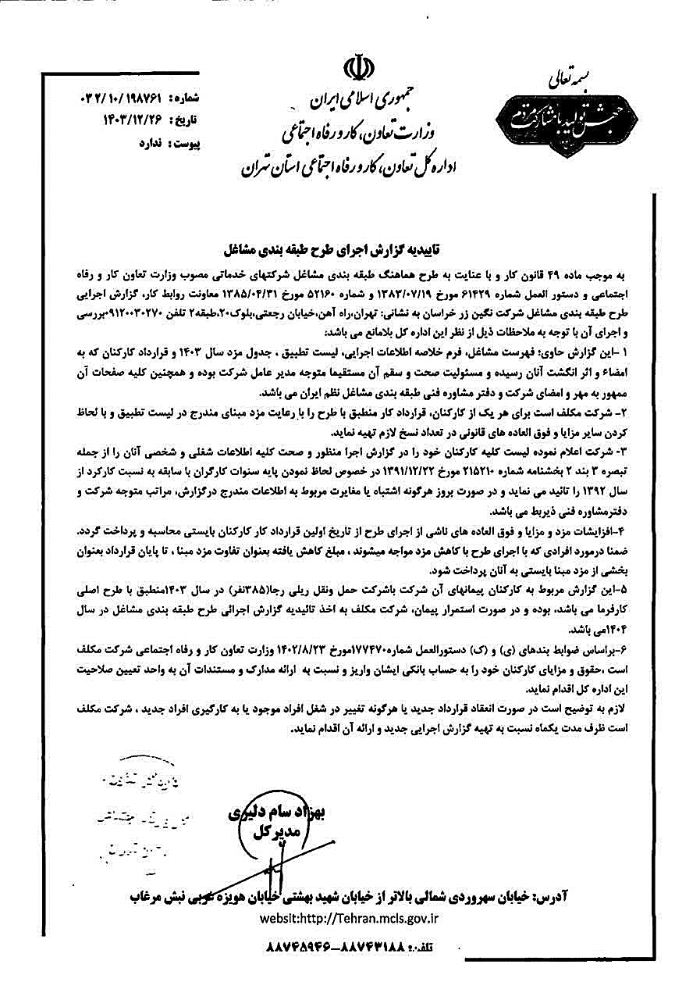 بسمه تعالی
جهش تولید با مشارکت مردم
جمهوری اسلامی ایران
وزارت تعاون، کار و رفاه اجتماعی
اداره کل تعاون، کار و رفاه اجتماعی استان تهران
شماره: ۰۳۲/۱۰/۱۹۸۷۶۱
تاریخ: ۱۴۰۳/۱۲/۲۶
پیوست: ندارد
تاییدیه گزارش اجرای طرح طبقه بندی مشاغل
به موجب ماده ۴۹ قانون کار و با عنایت به طرح هماهنگ طبقه بندی مشاغل شرکتهای خدماتی مصوب وزارت تعاون کار و رفاه
اجتماعی و دستور العمل شماره ۶۱۴۲۹ مورخ ۱۳۸۳/۰۷/۱۹ و شماره ۵۲۱۶۰ مورخ ۱۳۸۵/۰۴/۳۱ معاونت روابط کار، گزارش اجرایی
طرح طبقه بندی مشاغل شرکت نگین زر خراسان به نشانی: تهران،راه آهن،خیابان رجعتی،بلوک۲۰،طبقه۲ تلفن ۰۹۱۲۰۰۳۰۲۷۰بررسی
و اجرای آن با توجه به ملاحظات ذیل از نظر این اداره کل بلامانع می باشد:
۱ -این گزارش حاوی؛ فهرست مشاغل، فرم خلاصه اطلاعات اجرایی، لیست تطبیق ، جدول مزد سال ۱۴۰۳ و قرارداد کارکنان که به
امضاء و اثر انگشت آنان رسیده و مسئولیت صحت و سقم آن مستقیما متوجه مدیر عامل شرکت بوده و همچنین کلیه صفحات آن
ممهور به مهر و امضای شرکت و دفتر مشاوره فنی طبقه بندی مشاغل نظم ایران می باشد.
۲- شرکت مکلف است برای هر یک از کارکنان، قرارداد کار منطبق با طرح را با رعایت مزد مبنای مندرج در لیست تطبیق و با لحاظ
کردن سایر مزایا و فوق العاده های قانونی در تعداد نسخ لازم تهیه نماید.
۳- شرکت اعلام نموده لیست کلیه کارکنان خود را در گزارش اجرا منظور و صحت کلیه اطلاعات شغلی و شخصی آنان را از جمله
تبصره ۳ بند ۲ بخشنامه شماره ۲۱۵۲۱۰ مورخ ۱۳۹۱/۱۲/۲۲ در خصوص لحاظ نمودن پایه سنوات کارگران با سابقه به نسبت کارکرد از
سال ۱۳۹۲ را تائید می نماید و در صورت بروز هرگونه اشتباه یا مغایرت مربوط به اطلاعات مندرج درگزارش، مراتب متوجه شرکت و
دفترمشاوره فنی ذیربط می باشد.
۴-افزایشات مزد و مزایا و فوق العاده های ناشی از اجرای طرح از تاریخ اولین قرارداد کار کارکنان بایستی محاسبه و پرداخت گردد.
ضمنا درمورد افرادی که با اجرای طرح با کاهش مزد مواجه میشوند ، مبلغ کاهش یافته بعنوان تفاوت مزد مبنا ، تا پایان قرارداد بعنوان
بخشی از مزد مبنا بایستی به آنان پرداخت شود.
۵-این گزارش مربوط به کارکنان پیمانهای آن شرکت باشرکت حمل ونقل ریلی رجا(۳۸۵نفر) در سال ۱۴۰۳منطبق با طرح اصلی
کارفرما می باشد، بوده و در صورت استمرار پیمان، شرکت مکلف به اخذ تائیدیه گزارش اجرائی طرح طبقه بندی مشاغل در سال
۱۴۰۴می باشد.
۶-براساس ضوابط بندهای (ی) و (ک) دستورالعمل شماره۱۷۷۴۷۰مورخ ۱۴۰۲/۸/۲۳ وزارت تعاون کار و رفاه اجتماعی شرکت مکلف
است ،حقوق و مزایای کارکنان خود را به حساب بانکی ایشان واریز و نسبت به ارائه مدارک و مستندات آن به واحد تعیین صلاحیت
این اداره کل اقدام نماید.
لازم به توضیح است در صورت انعقاد قرارداد جدید یا هرگونه تغییر در شغل افراد موجود یا به کارگیری افراد جدید ، شرکت مکلف
است ظرف مدت یکماه نسبت به تهیه گزارش اجرایی جدید و ارائه آن اقدام نماید.
بهزاد سام دلیری
مدیر کل
آدرس: خیابان سهروردی شمالی بالاتر از خیابان شهید بهشتی خیابان هویزه غربی نبش مرغاب
websit:http://Tehran.mcls.gov.ir
تلفن: ۸۸۷۴۳۱۸۸-۸۸۷۴۵۹۴۶